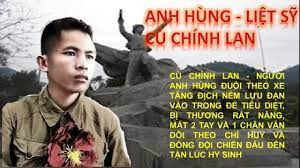 ANH HÙNG - LIỆT SỸ
CÙ CHÍNH LAN
CÙ CHÍNH LAN - NGƯỜI
ANH HÙNG ĐUỔI THEO XE
TĂNG ĐỊCH NÉM LỰU ĐẠN
VÀO TRONG ĐỂ TIÊU DIỆT,
BỊ THƯƠNG RẤT NẶNG,
MẤT 2 TAY VÀ 1 CHÂN VẪN
DÕI THEO CHỈ HUY VÀ
ĐỒNG ĐỘI CHIẾN ĐẤU ĐẾN
TẬN LÚC HY SINH